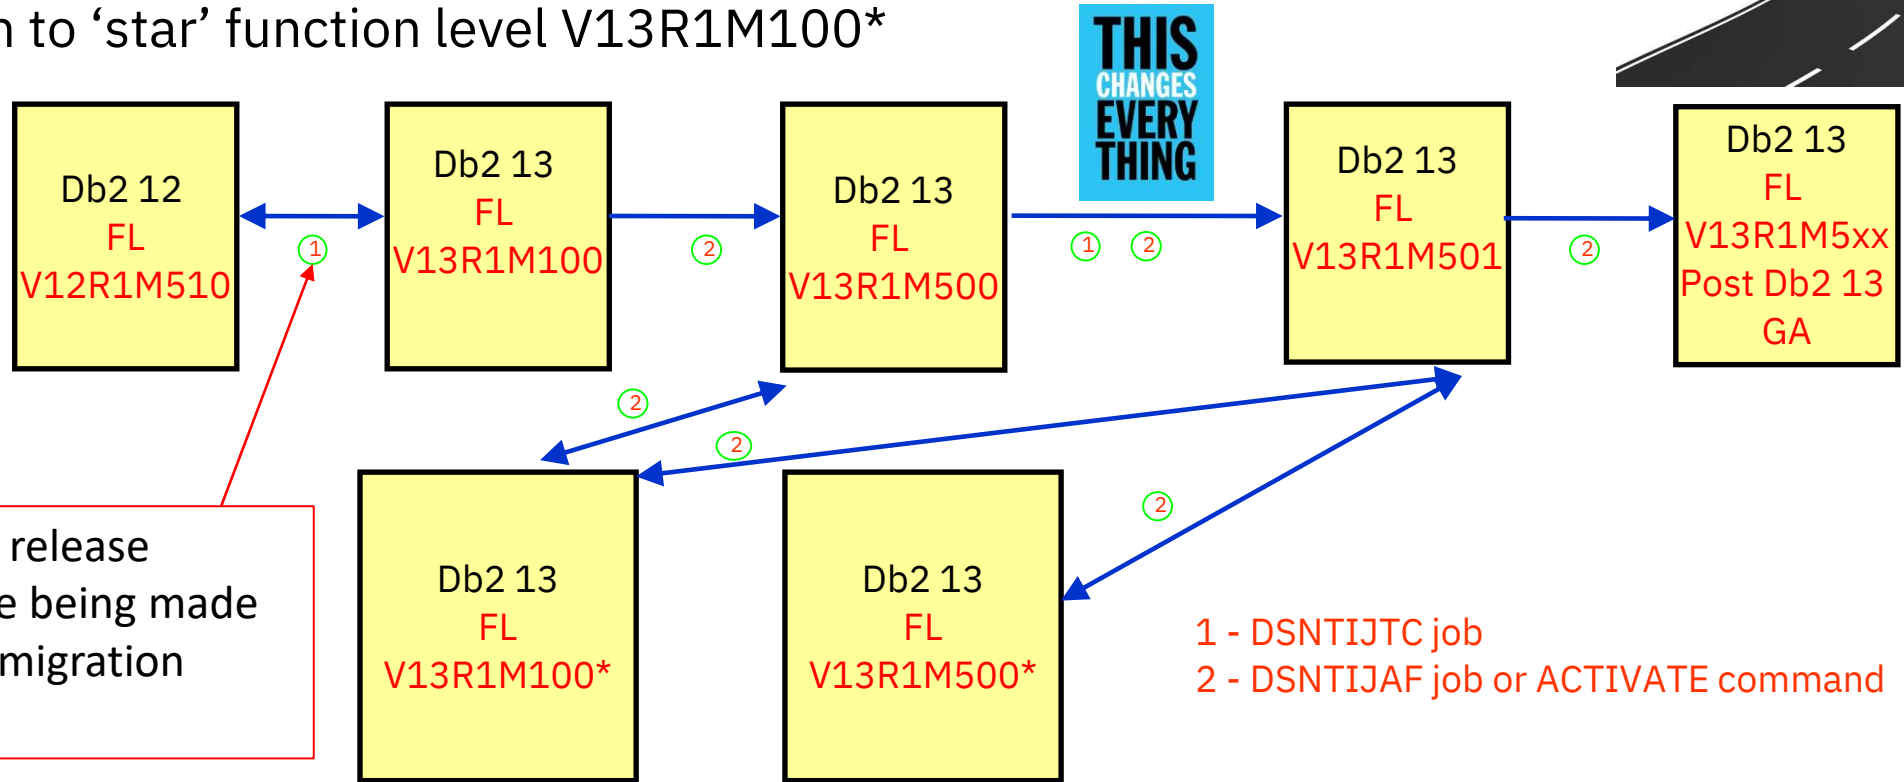 to ‘star’ function level V13R1M100*
THIS
CHANGES
EVERY
THING
Db2 12
FL
V12R1M510
Db2 13
FL
V13R1M100
Db2 13
FL
V13R1M500
Db2 13
FL
V13R1M501
Db2 13
FL
V13R1M5xx
Post Db2 13
GA
1
2
1 2
2
2
2
2
release
being made
migration
Db2 13
FL
V13R1M100*
Db2 13
FL
V13R1M500*
1 - DSNTIJTC job
2 - DSNTIJAF job or ACTIVATE command